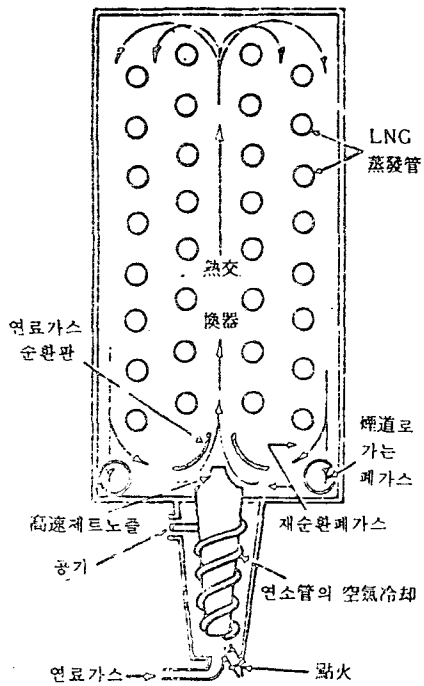 LNG
蒸發管
熱交
換器
연료가스
순환판
煙道로
가는
폐가스
高速제트노즐
재순환폐가스
공기
연소管의 空氣冷却
연료가스
點火